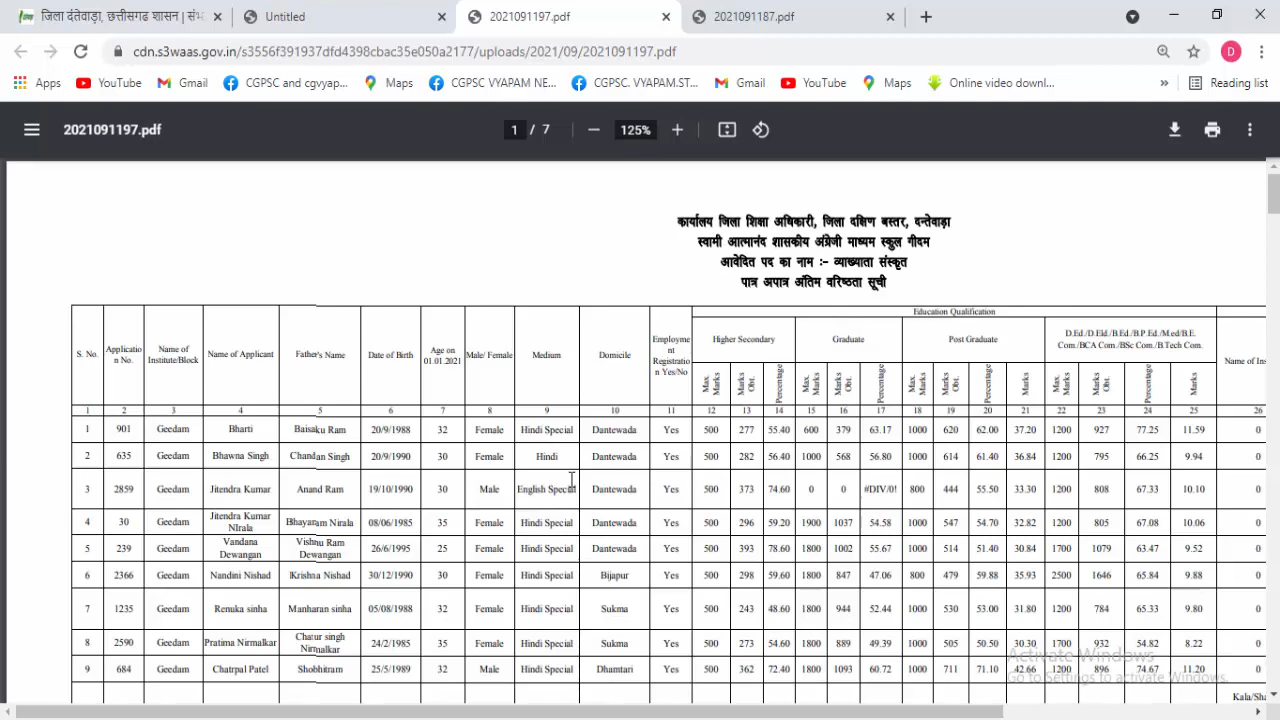 जिला दंतेवाड़ा, छत्तीसगढ़ शासन | संभ
Untitled
2021091197.pdf
2021091187.pdf
cdn.s3waas.gov.in/s3556f391937dfd4398cbac35e050a2177/uploads/2021/09/2021091197.pdf
D
Apps YouTube Gmail CGPSC and cgvyap... Maps CGPSC VYAPAM NE... CGPSC. VYAPAM.ST... Gmail YouTube Maps Online video downl... » Reading list
2021091197.pdf 1 / 7 125%
कार्यालय जिला शिक्षा अधिकारी, जिला दक्षिण बस्तर, दन्तेवाड़ा
स्वामी आत्मानंद शासकीय अंग्रेजी माध्यम स्कुल गीदम
आवेदित पद का नाम :- व्याख्याता संस्कृत
पात्र अपात्र अंतिम वरिष्ठता सूची
S. No. Applicatio n No. Name of Institute/Block Name of Applicant Father's Name Date of Birth Age on 01.01.2021 Male/ Female Medium Domicile Employme nt Registratio n Yes/No Education Qualification
Higher Secondary Graduate Post Graduate D.Ed./D.Eld./B.Ed./B.P.Ed./M.ed/B.E. Com./BCA Com./BSc Com./B.Tech Com. Name of Ins
Max. Marks Marks Obt. Percentage Max. Marks Marks Obt. Percentage Max. Marks Marks Obt. Percentage Marks Max. Marks Marks Obt. Percentage Marks
1 2 3 4 5 6 7 8 9 10 11 12 13 14 15 16 17 18 19 20 21 22 23 24 25 26
1 901 Geedam Bharti Baisaku Ram 20/9/1988 32 Female Hindi Special Dantewada Yes 500 277 55.40 600 379 63.17 1000 620 62.00 37.20 1200 927 77.25 11.59 0
2 635 Geedam Bhawna Singh Chandan Singh 20/9/1990 30 Female Hindi Dantewada Yes 500 282 56.40 1000 568 56.80 1000 614 61.40 36.84 1200 795 66.25 9.94 0
3 2859 Geedam Jitendra Kumar Anand Ram 19/10/1990 30 Male English Special Dantewada Yes 500 373 74.60 0 0 #DIV/0! 800 444 55.50 33.30 1200 808 67.33 10.10 0
4 30 Geedam Jitendra Kumar NIrala Bhayaram Nirala 08/06/1985 35 Female Hindi Special Dantewada Yes 500 296 59.20 1900 1037 54.58 1000 547 54.70 32.82 1200 805 67.08 10.06 0
5 239 Geedam Vandana Dewangan Vishnu Ram Dewangan 26/6/1995 25 Female Hindi Special Dantewada Yes 500 393 78.60 1800 1002 55.67 1000 514 51.40 30.84 1700 1079 63.47 9.52 0
6 2366 Geedam Nandini Nishad Krishna Nishad 30/12/1990 30 Female Hindi Special Bijapur Yes 500 298 59.60 1800 847 47.06 800 479 59.88 35.93 2500 1646 65.84 9.88 0
7 1235 Geedam Renuka sinha Manharan sinha 05/08/1988 32 Female Hindi Special Sukma Yes 500 243 48.60 1800 944 52.44 1000 530 53.00 31.80 1200 784 65.33 9.80 0
8 2590 Geedam Pratima Nirmalkar Chatur singh Nirmalkar 24/2/1985 35 Female Hindi Special Sukma Yes 500 273 54.60 1800 889 49.39 1000 505 50.50 30.30 1700 932 54.82 8.22 0
9 684 Geedam Chatrpal Patel Shobhitram 25/5/1989 32 Male Hindi Special Dhamtari Yes 500 362 72.40 1800 1093 60.72 1000 711 71.10 42.66 1200 896 74.67 11.20 0
Kala/Sha
Activate Windows
Go to Settings to activate Windows.